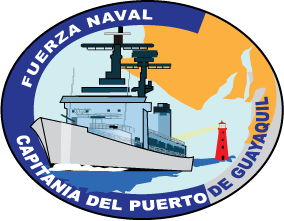 FUERZA NAVAL
CAPITANIA DEL PUERTO DE GUAYAQUIL